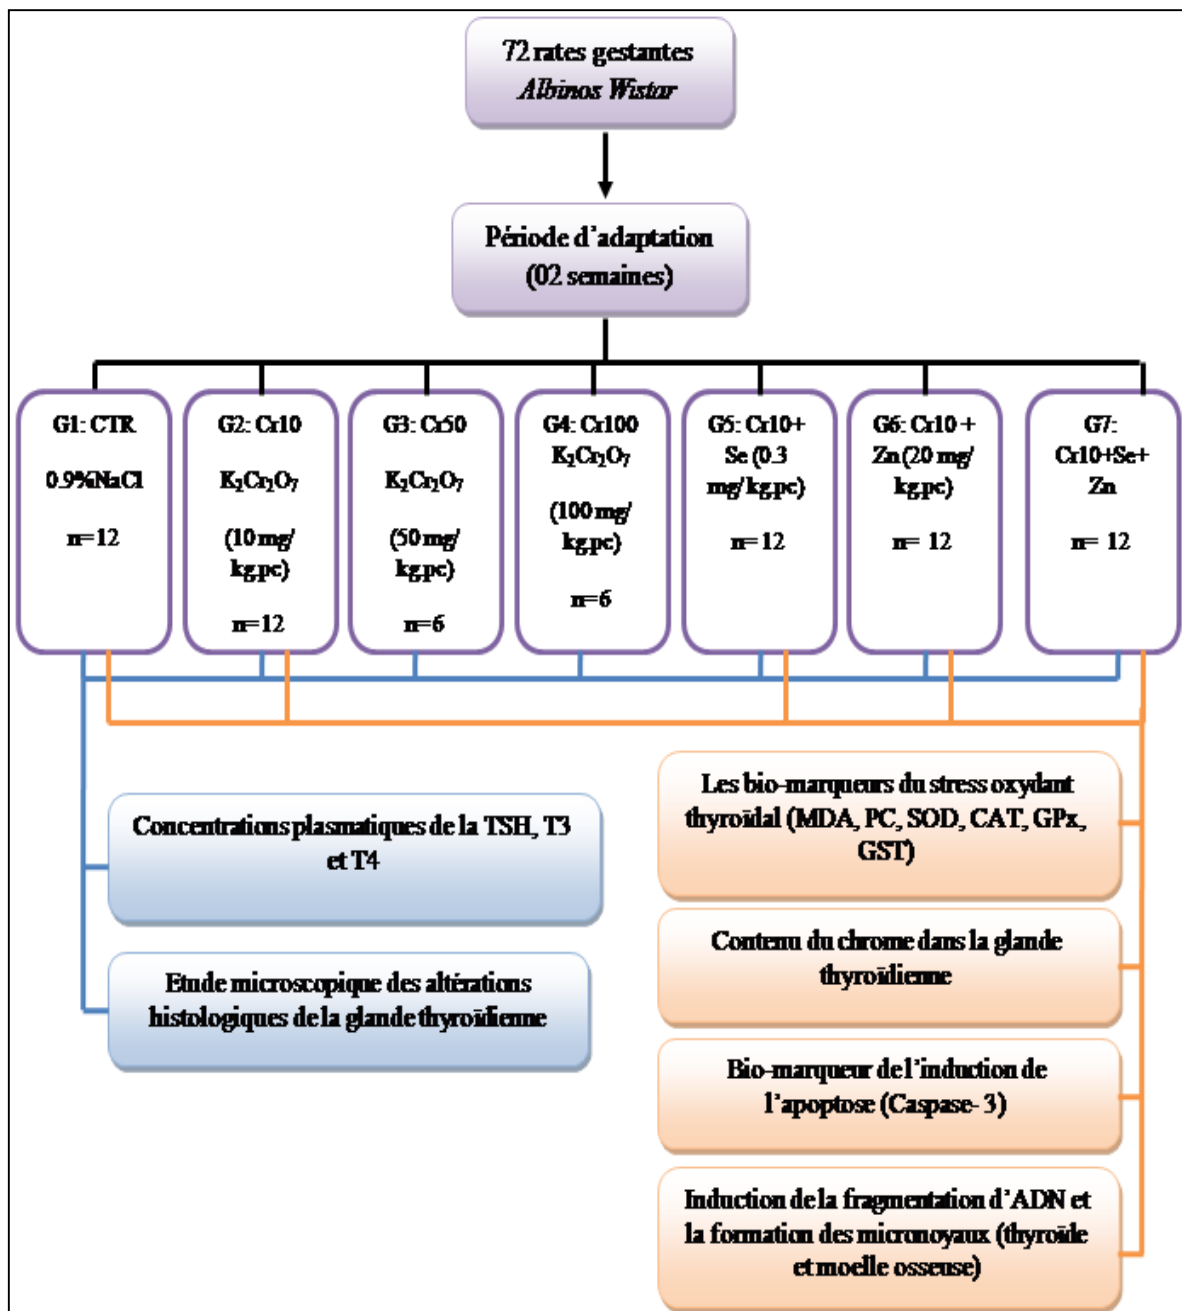 72 rates gestantes
Albinos Wistar
Période d’adaptation
(02 semaines)
G1: CTR
0.9%NaCl
n=12
G2: Cr10
K₂Cr₂O₇
(10 mg/
kg.pc)
n=12
G3: Cr50
K₂Cr₂O₇
(50 mg/
kg.pc)
n=6
G4: Cr100
K₂Cr₂O₇
(100 mg/
kg.pc)
n=6
G5: Cr10+
Se (0.3
mg/kg.pc)
n=12
G6: Cr10 +
Zn (20 mg/
kg.pc)
n= 12
G7:
Cr10+Se+
Zn
n= 12
Concentrations plasmatiques de la TSH, T3
et T4
Etude microscopique des altérations
histologiques de la glande thyroïdienne
Les bio-marqueurs du stress oxydant
thyroïdal (MDA, PC, SOD, CAT, GPx,
GST)
Contenu du chrome dans la glande
thyroïdienne
Bio-marqueur de l’induction de
l’apoptose (Caspase- 3)
Induction de la fragmentation d’ADN et
la formation des micronoyaux (thyroïde
et moelle osseuse)